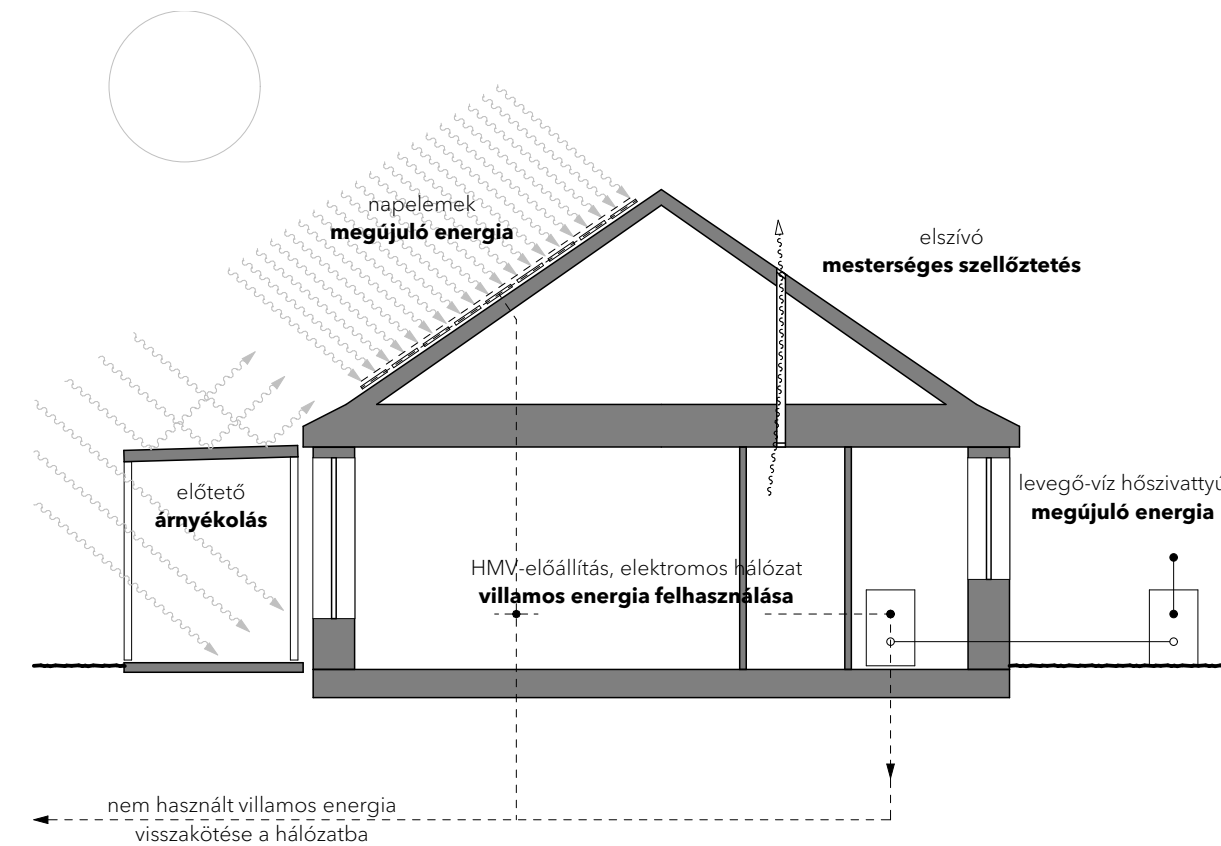 napelemek
megújuló energia
elszívó
mesterséges szellőztetés
előtető
árnyékolás
levegő-víz hőszivattyú
megújuló energia
HMV-előállítás, elektromos hálózat
villamos energia felhasználása
nem használt villamos energia
visszakötése a hálózatba